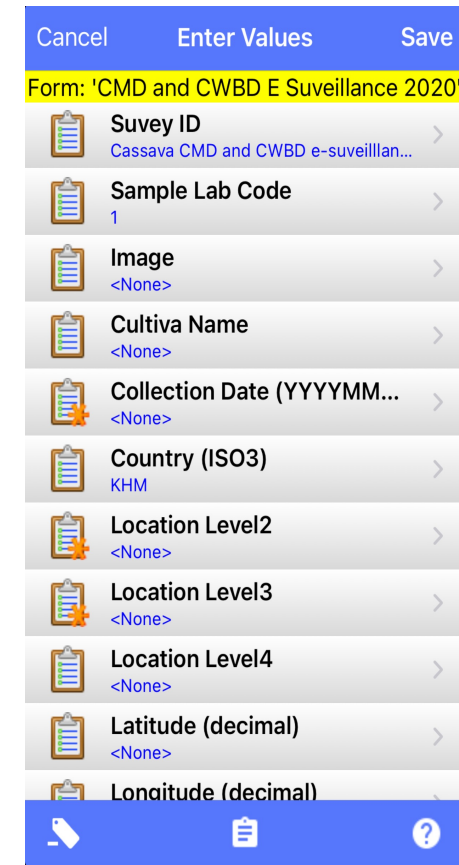 Cancel Enter Values Save
Form: 'CMD and CWBD E Suveillance 2020'
Suvey ID
Cassava CMD and CWBD e-suveilllan...
Sample Lab Code
1
Image
<None>
Cultiva Name
<None>
Collection Date (YYYYMM...
<None>
Country (ISO3)
KHM
Location Level2
<None>
Location Level3
<None>
Location Level4
<None>
Latitude (decimal)
<None>
Longitude (decimal)
?